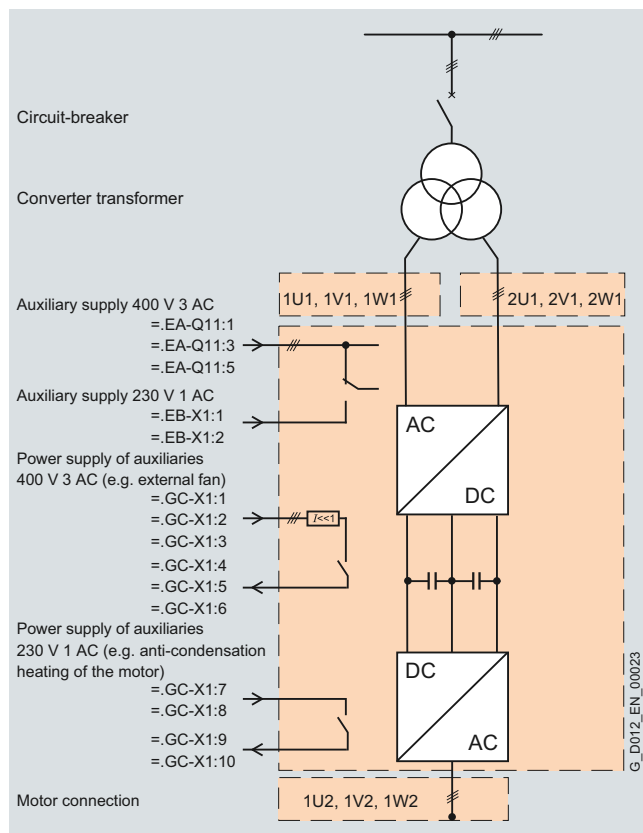 Circuit-breaker
Converter transformer
1U1, 1V1, 1W1
2U1, 2V1, 2W1
Auxiliary supply 400 V 3 AC
=.EA-Q11:1
=.EA-Q11:3
=.EA-Q11:5
Auxiliary supply 230 V 1 AC
=.EB-X1:1
=.EB-X1:2
AC
DC
Power supply of auxiliaries
400 V 3 AC (e.g. external fan)
=.GC-X1:1
=.GC-X1:2
I<<1
=.GC-X1:3
=.GC-X1:4
=.GC-X1:5
=.GC-X1:6
Power supply of auxiliaries
230 V 1 AC (e.g. anti-condensation
heating of the motor)
=.GC-X1:7
=.GC-X1:8
=.GC-X1:9
=.GC-X1:10
DC
AC
Motor connection
1U2, 1V2, 1W2
G_D012_EN_00023